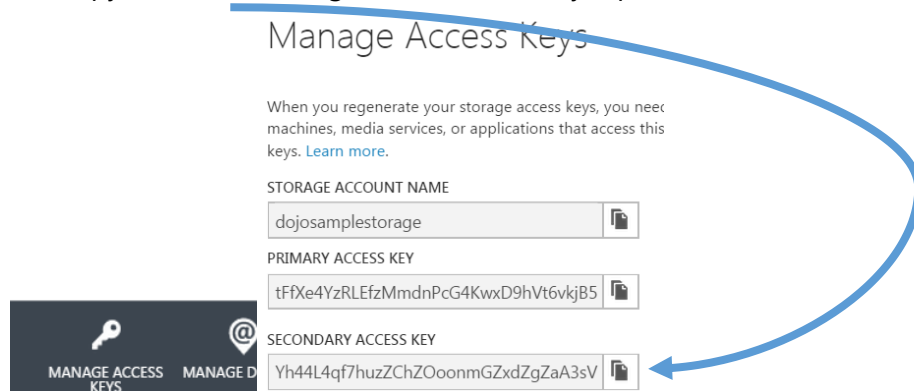 Manage Access Keys
When you regenerate your storage access keys, you need
machines, media services, or applications that access this
keys. Learn more.
STORAGE ACCOUNT NAME
dojosamplestorage
PRIMARY ACCESS KEY
tFfXe4YzRLEfzMmdnPcG4KwxD9hVt6vkjB5
SECONDARY ACCESS KEY
Yh44L4qf7huzZChZOoonmGZxdZgZaA3sV
MANAGE ACCESS
KEYS
MANAGE D